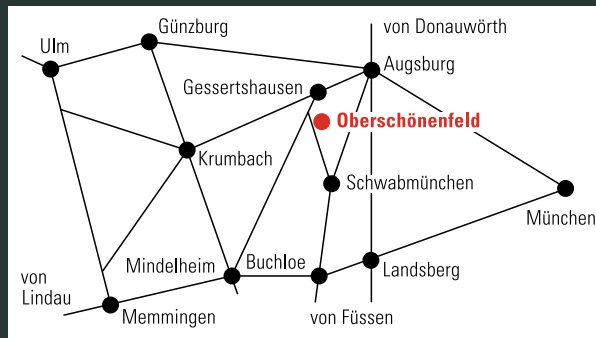 von Donauwörth
Günzburg
Ulm
Augsburg
Gessertshausen
Oberschönenfeld
Krumbach
Schwabmünchen
München
Mindelheim
Buchloe
Landsberg
von
Lindau
Memmingen
von Füssen